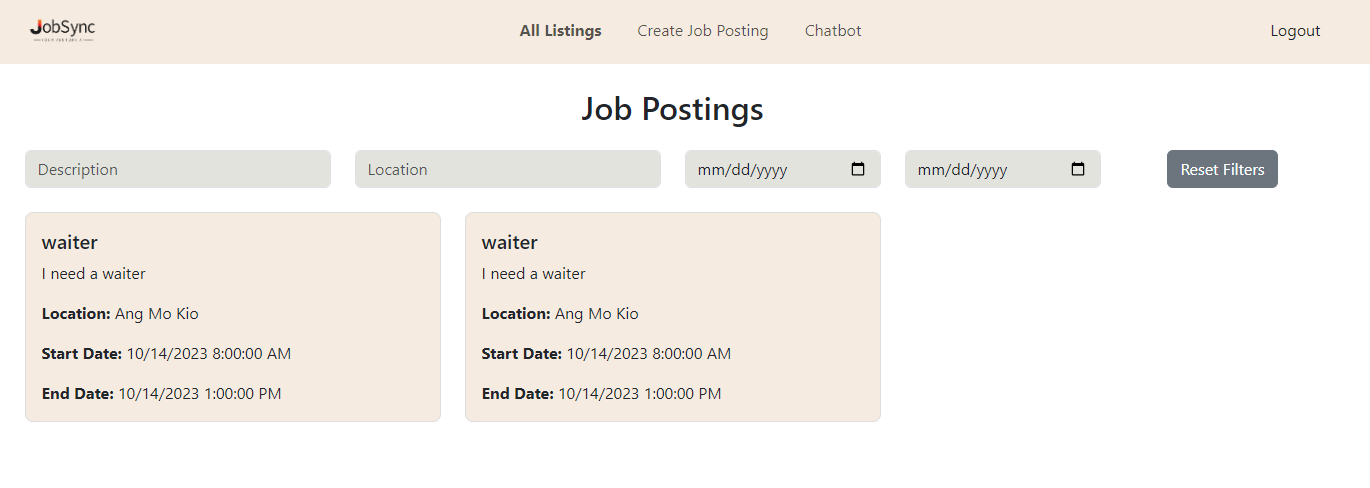 JobSync
All Listings Create Job Posting Chatbot Logout
Job Postings
Description Location mm/dd/yyyy mm/dd/yyyy Reset Filters
waiter
I need a waiter
Location: Ang Mo Kio
Start Date: 10/14/2023 8:00:00 AM
End Date: 10/14/2023 1:00:00 PM
waiter
I need a waiter
Location: Ang Mo Kio
Start Date: 10/14/2023 8:00:00 AM
End Date: 10/14/2023 1:00:00 PM